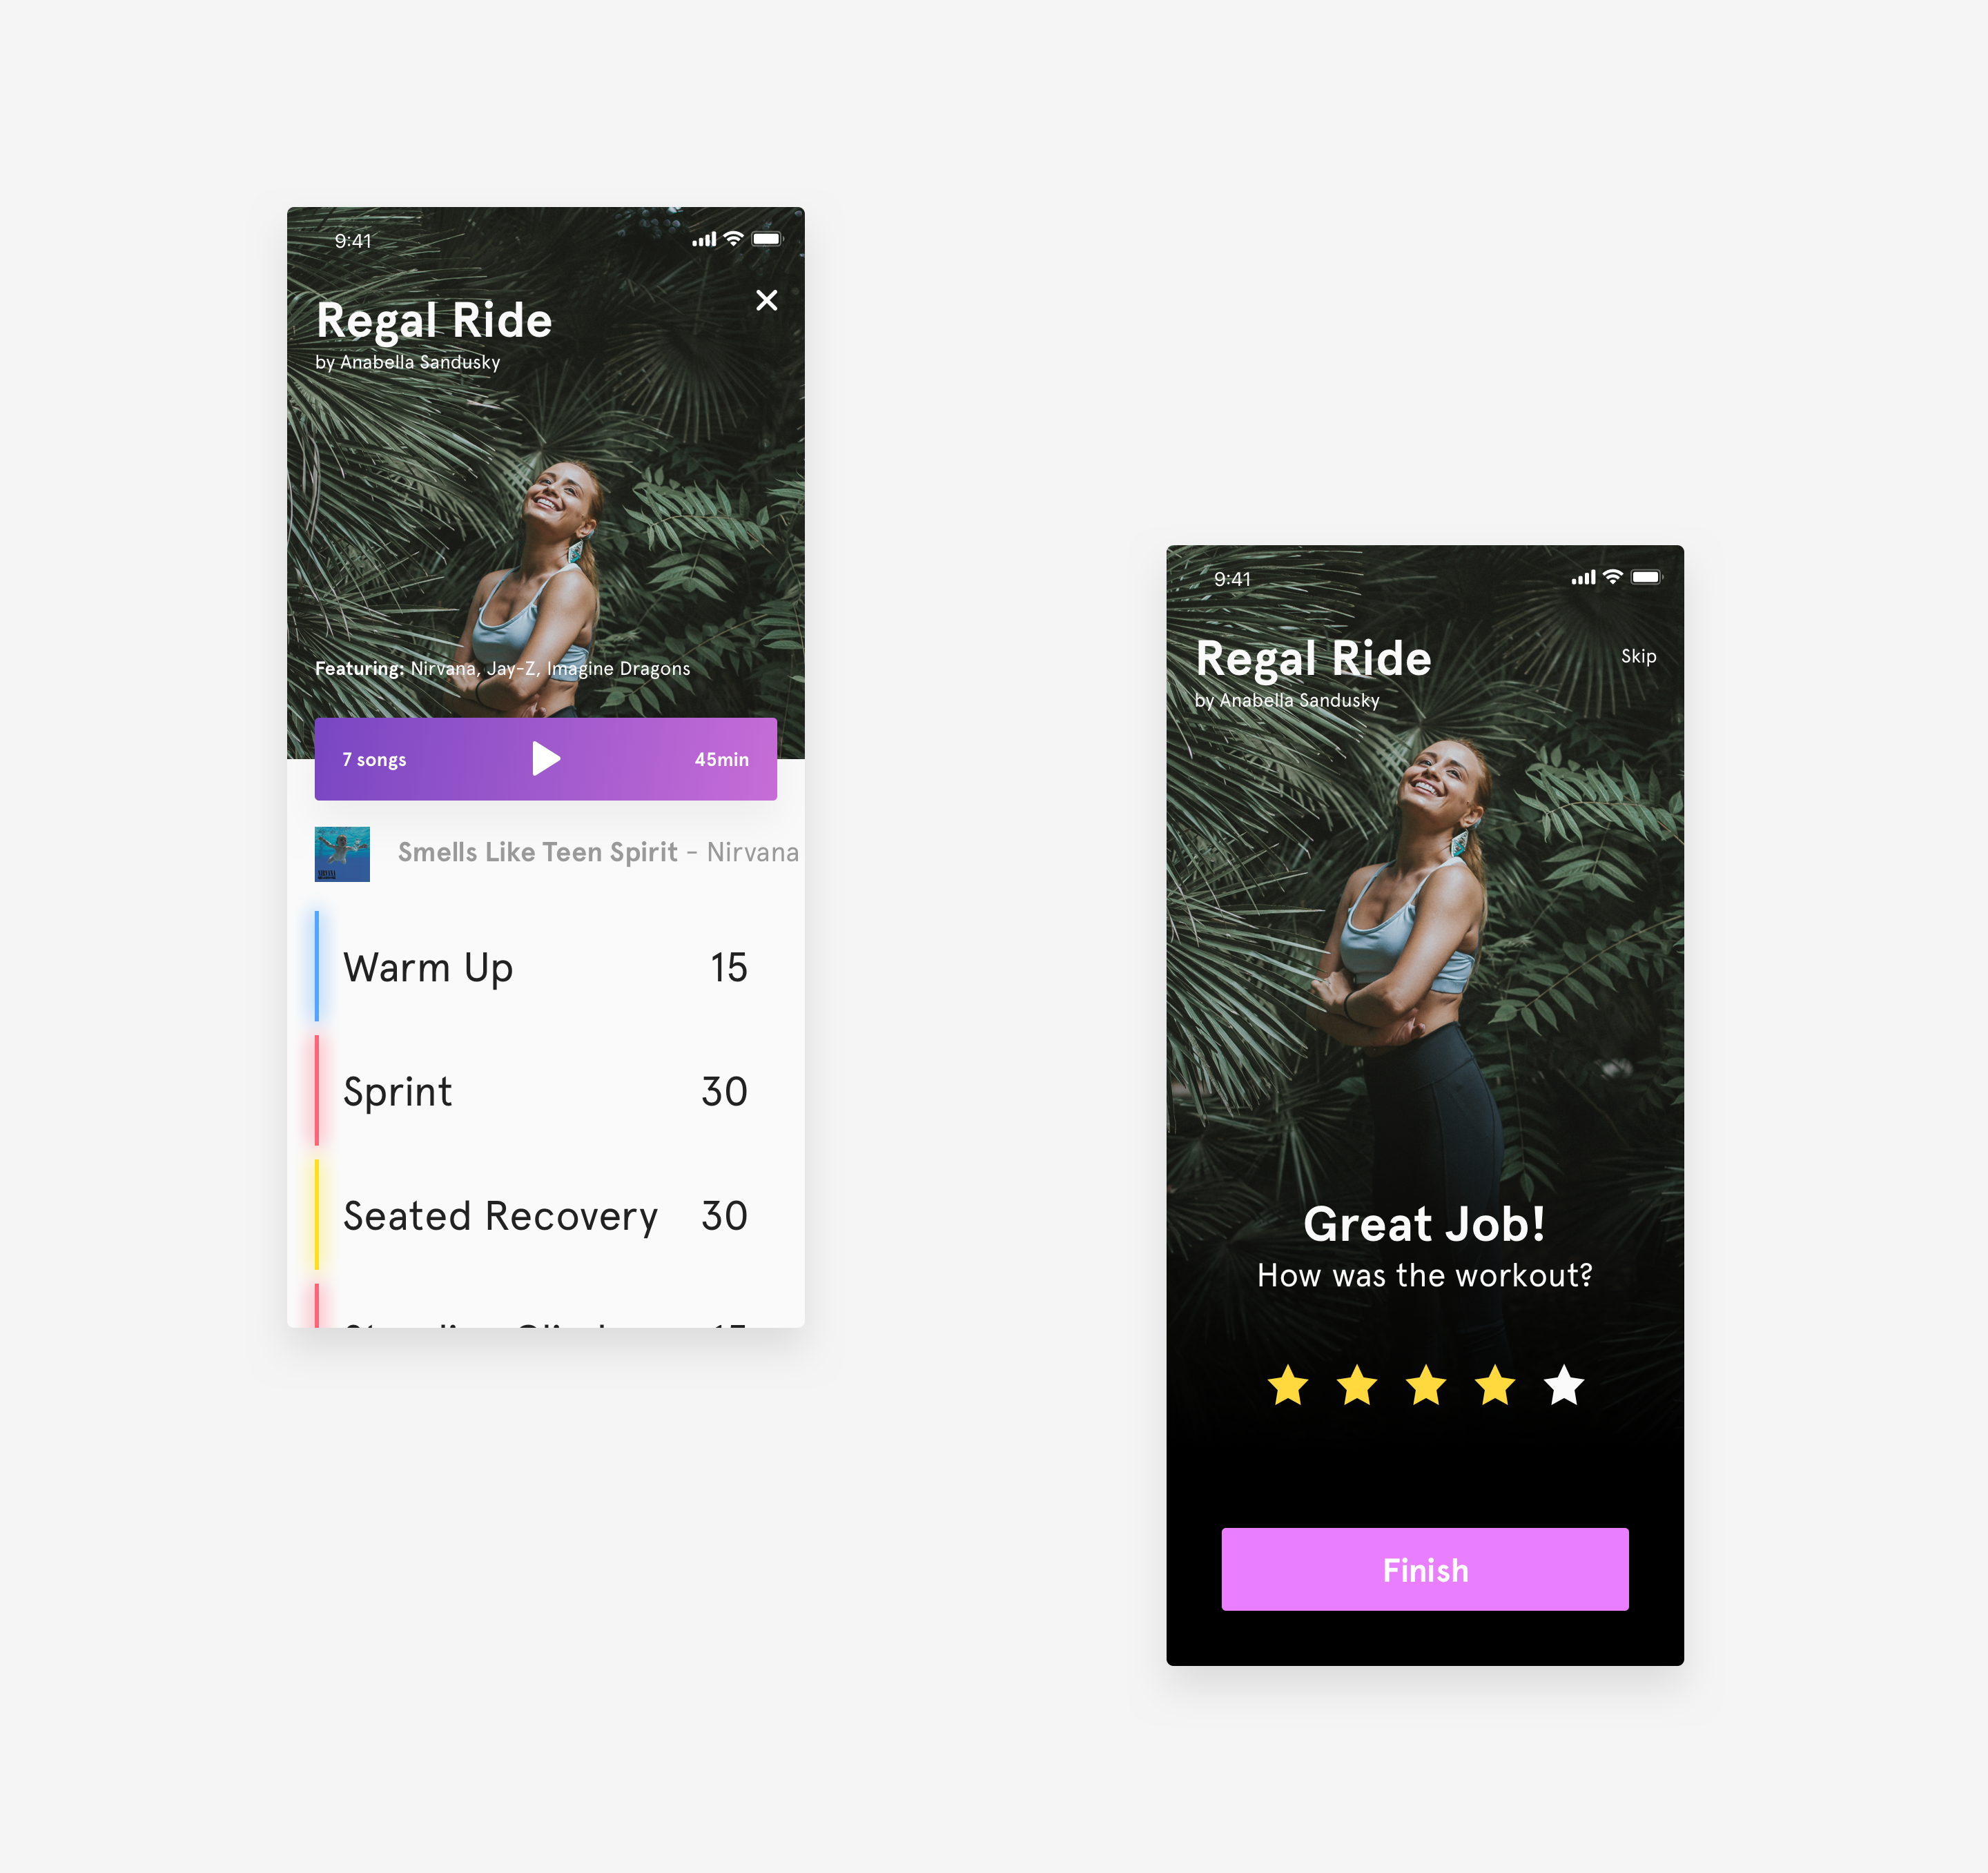 9:41
Regal Ride
by Anabella Sandusky
Featuring: Nirvana, Jay-Z, Imagine Dragons
7 songs 45min
NIRVANA
Smells Like Teen Spirit - Nirvana
Warm Up 15
Sprint 30
Seated Recovery 30
9:41
Regal Ride
Skip
by Anabella Sandusky
Great Job!
How was the workout?
Finish